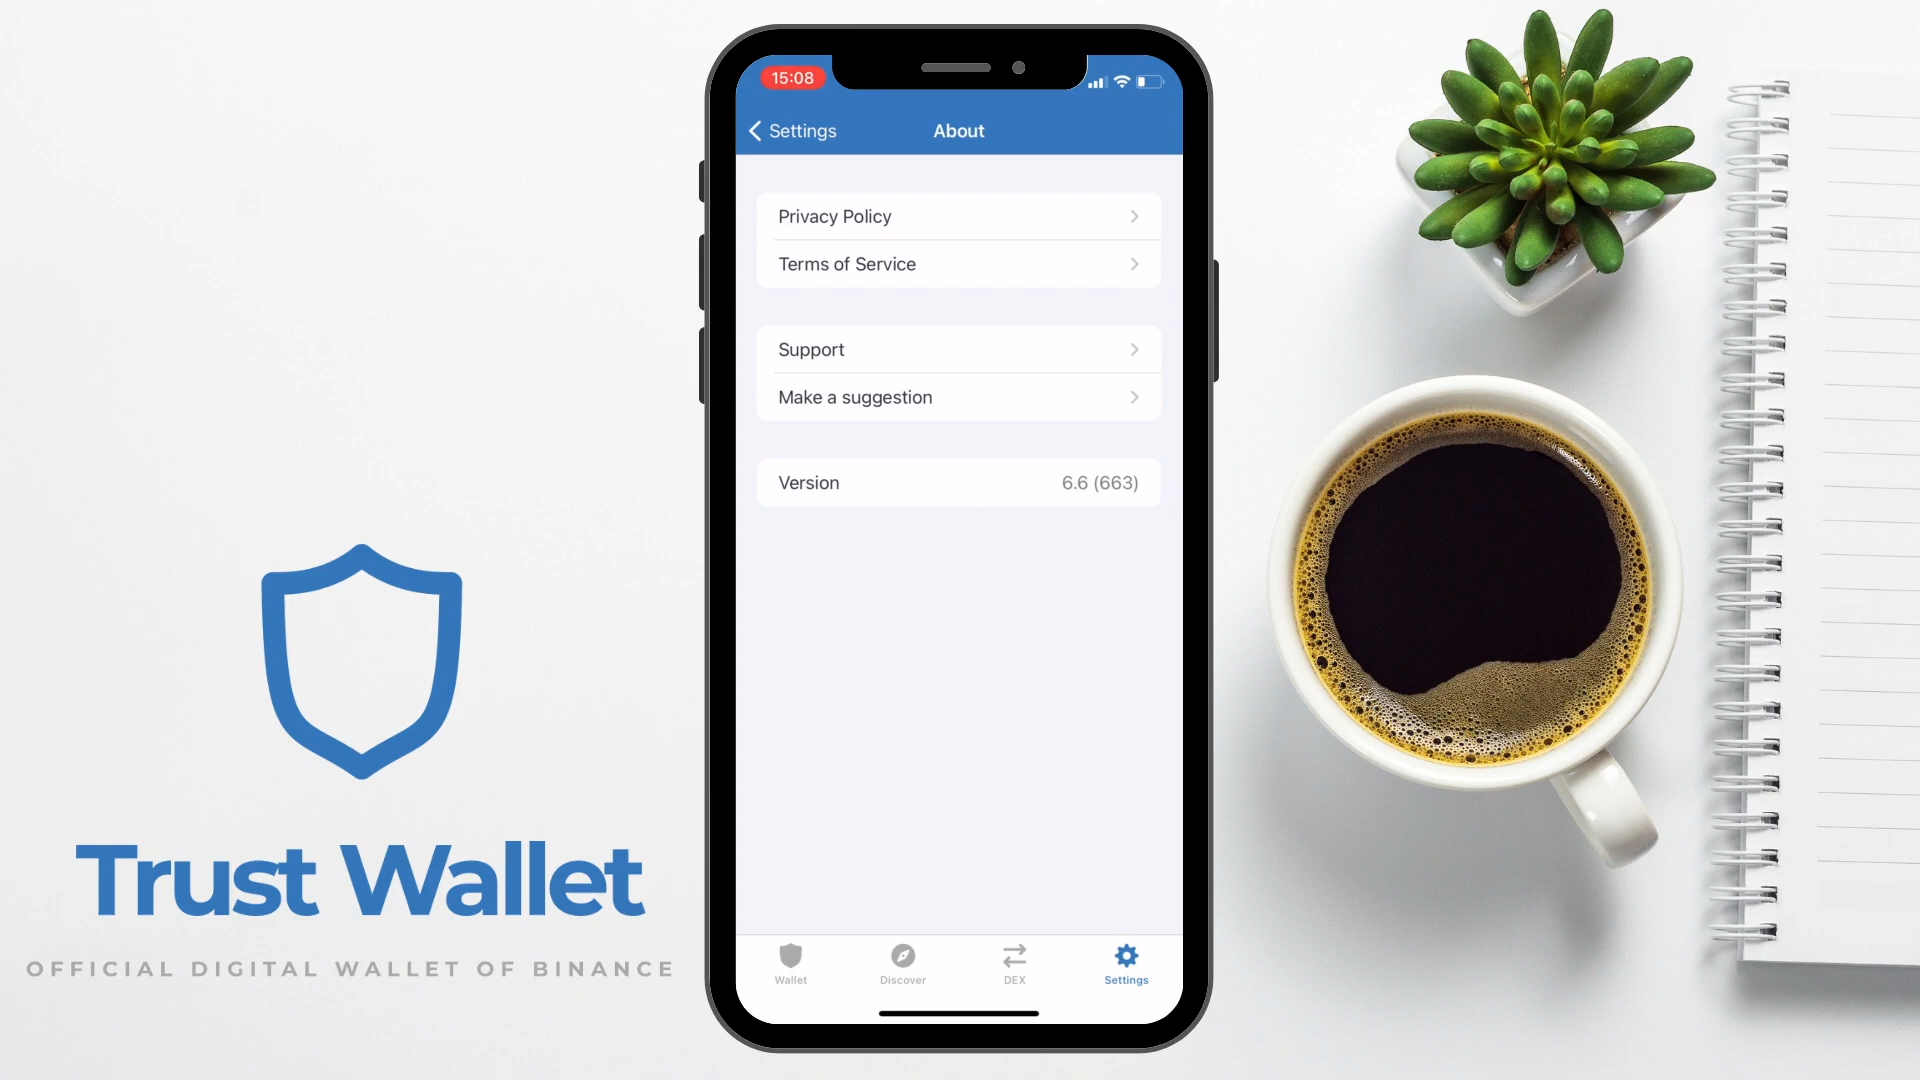 15:08
Settings
About
Privacy Policy
Terms of Service
Support
Make a suggestion
Version 6.6 (663)
Wallet
Discover
DEX
Settings
Trust Wallet
OFFICIAL DIGITAL WALLET OF BINANCE